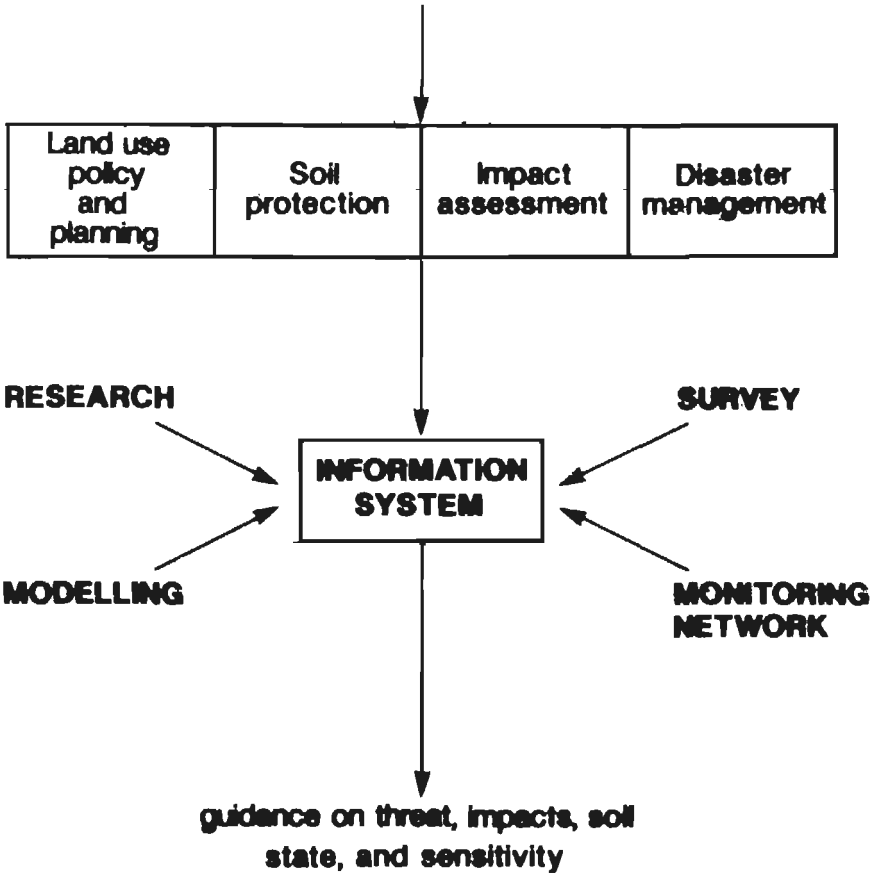 Land use
policy
and
planning
Soil
protection
Impact
assessment
Disaster
management
RESEARCH
SURVEY
INFORMATION
SYSTEM
MODELLING
MONITORING
NETWORK
guidance on threat, impacts, soil
state, and sensitivity